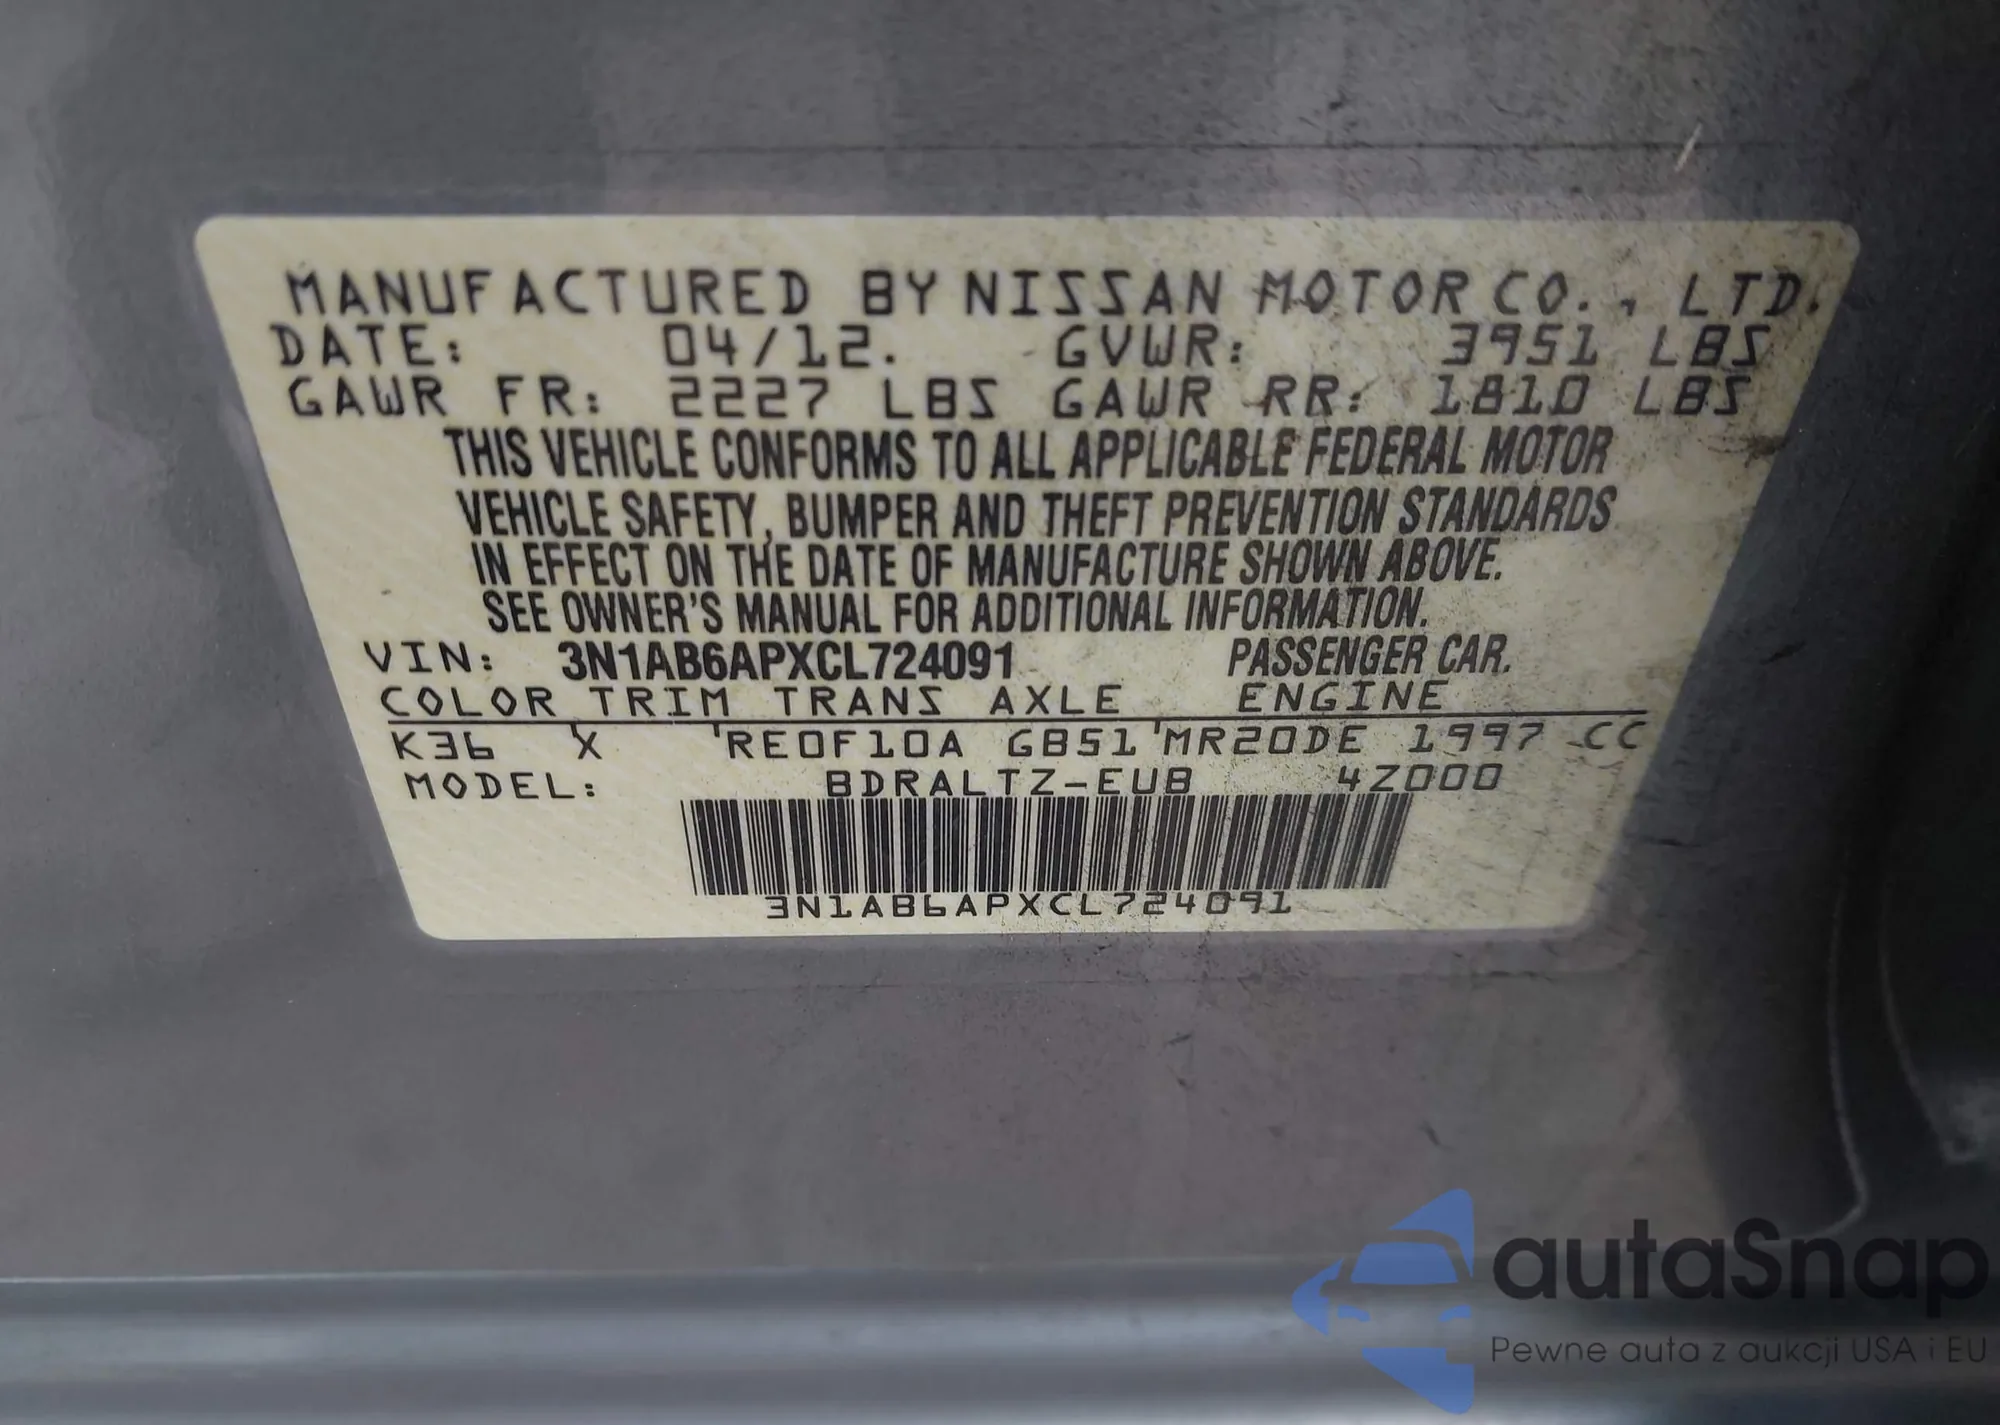 MANUFACTURED BY NISSAN MOTOR CO., LTD.
DATE: 04/12. GVWR: 3951 LBS
GAWR FR: 2227 LBS GAWR RR: 1810 LBS
THIS VEHICLE CONFORMS TO ALL APPLICABLE FEDERAL MOTOR
VEHICLE SAFETY, BUMPER AND THEFT PREVENTION STANDARDS
IN EFFECT ON THE DATE OF MANUFACTURE SHOWN ABOVE.
SEE OWNER'S MANUAL FOR ADDITIONAL INFORMATION.
VIN: 3N1AB6APXCL724091 PASSENGER CAR.
COLOR TRIM TRANS AXLE ENGINE
K36 X RE0F10A GB51 MR20DE 1997 CC
MODEL: BDRALTZ-EUB 4Z000
3N1AB6APXCL724091
autaSnap
Pewne auta z aukcji USA i EU